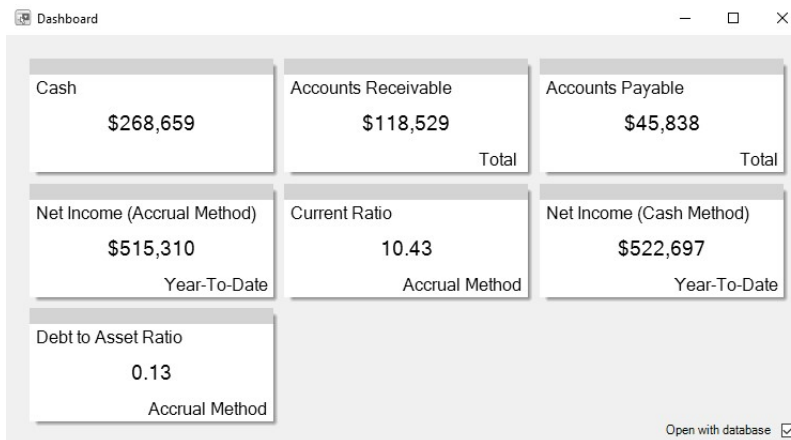 Dashboard
Cash
$268,659
Accounts Receivable
$118,529
Total
Accounts Payable
$45,838
Total
Net Income (Accrual Method)
$515,310
Year-To-Date
Current Ratio
10.43
Accrual Method
Net Income (Cash Method)
$522,697
Year-To-Date
Debt to Asset Ratio
0.13
Accrual Method
Open with database